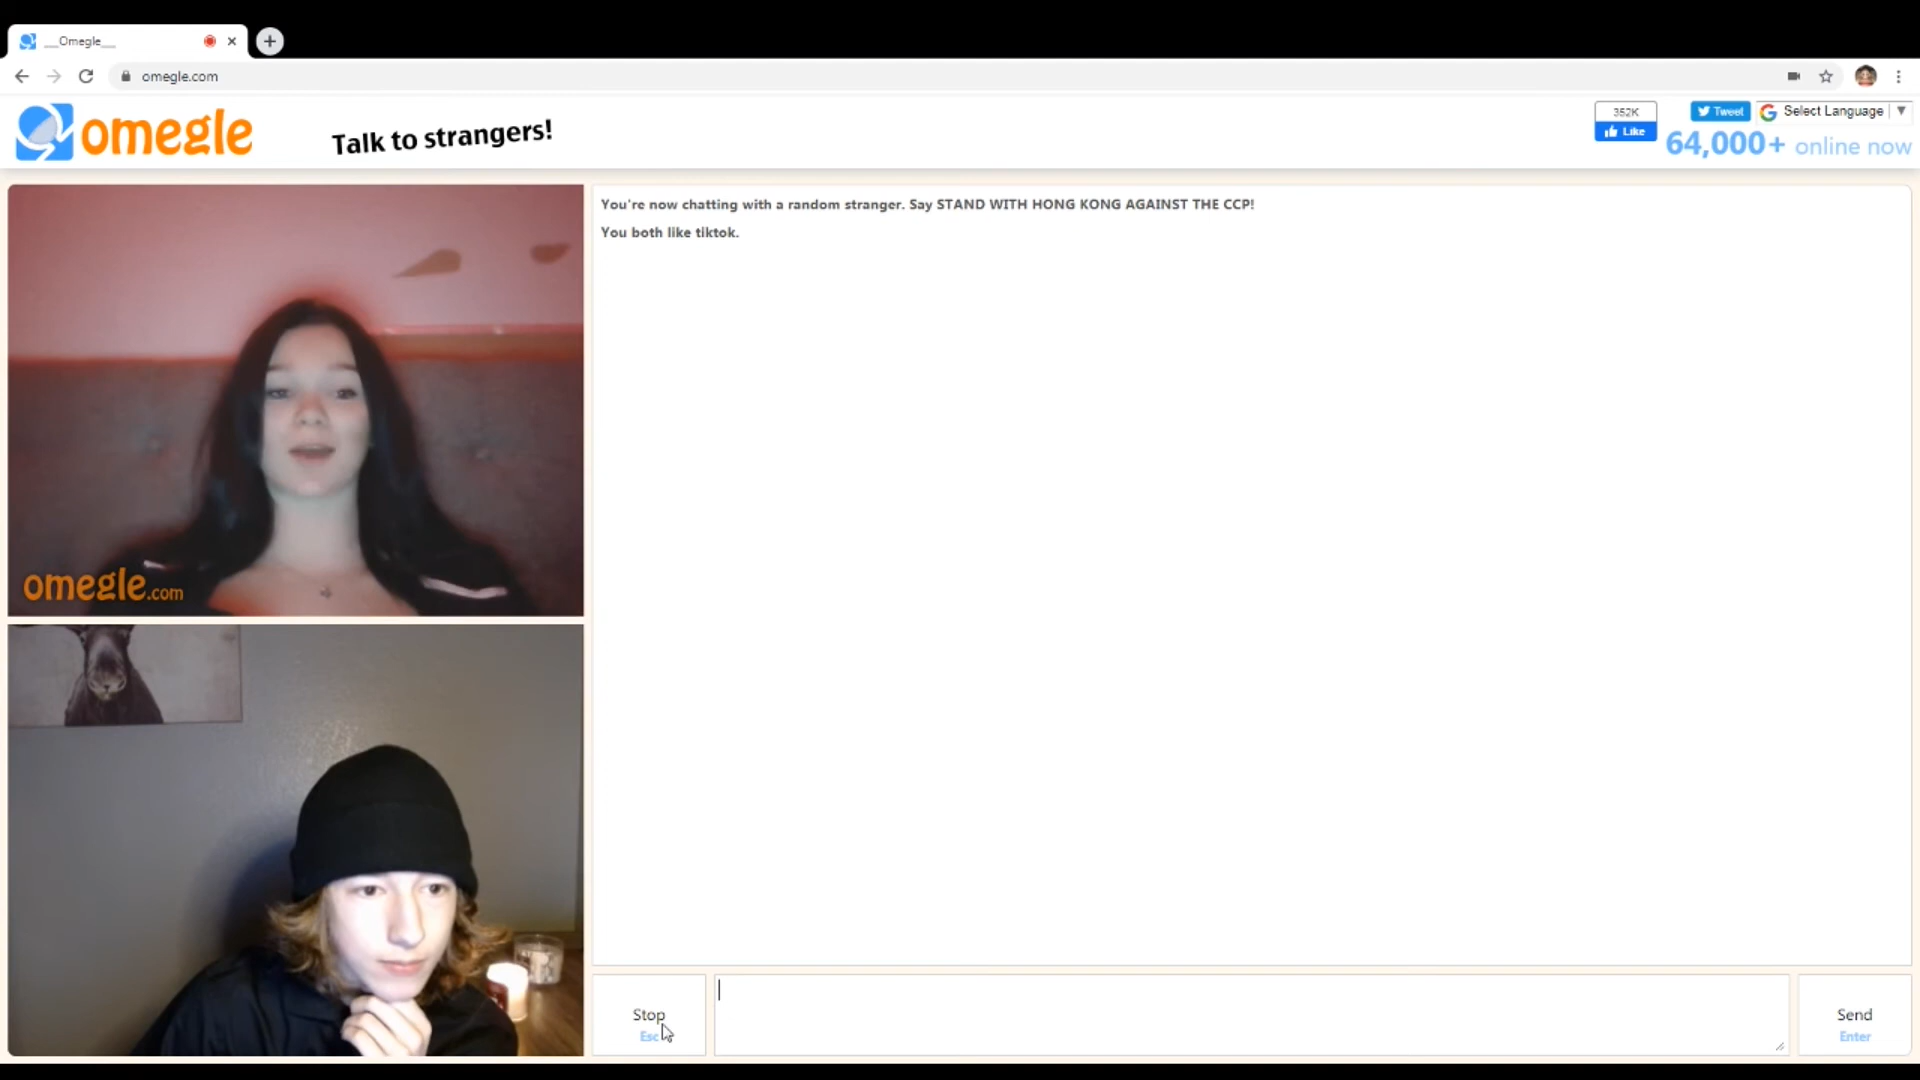 __Omegle__
omegle.com
omegle
Talk to strangers!
352K
Like
Tweet
Select Language
64,000+ online now
You're now chatting with a random stranger. Say STAND WITH HONG KONG AGAINST THE CCP!
You both like tiktok.
omegle.com
Stop
Esc
Send
Enter